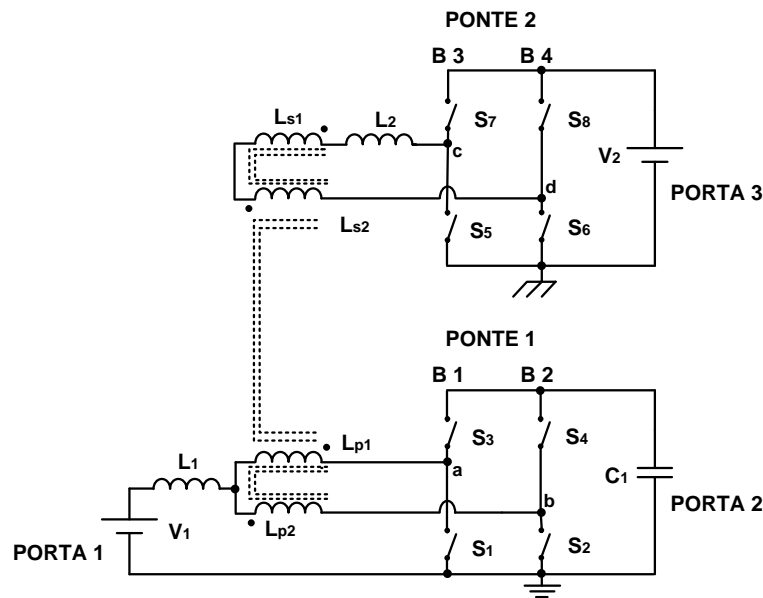 PONTE 2
B 3 B 4
Ls1
L2
S7
S8
c
V2
d
PORTA 3
Ls2
S5
S6
PONTE 1
B 1 B 2
Lp1
S3
S4
L1
a
C1
b
PORTA 2
V1
Lp2
PORTA 1
S1
S2